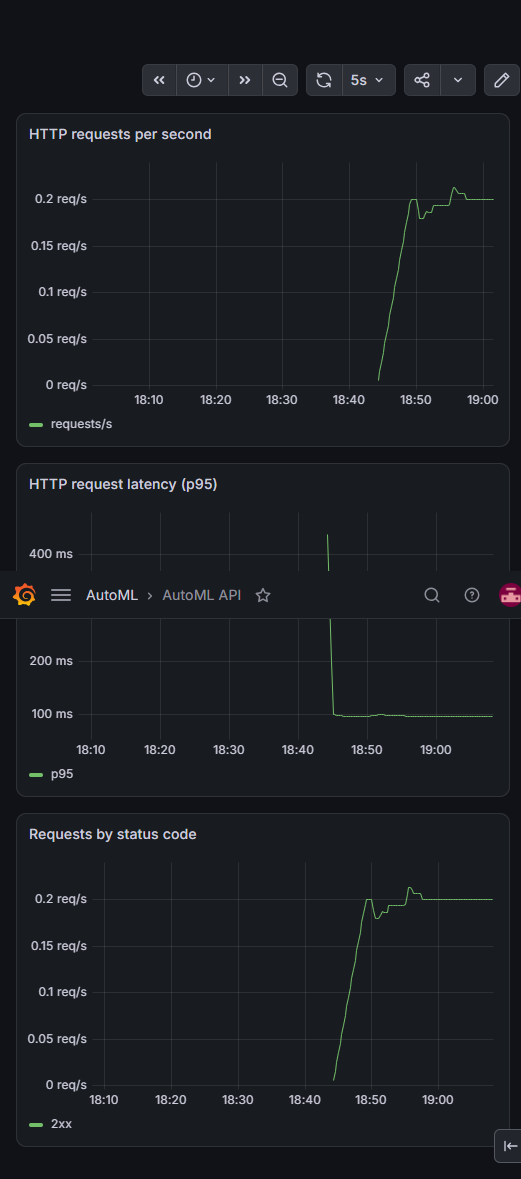 5s
HTTP requests per second
0.2 req/s
0.15 req/s
0.1 req/s
0.05 req/s
0 req/s
18:10 18:20 18:30 18:40 18:50 19:00
requests/s
HTTP request latency (p95)
400 ms
AutoML › AutoML API
200 ms
100 ms
18:10 18:20 18:30 18:40 18:50 19:00
p95
Requests by status code
0.2 req/s
0.15 req/s
0.1 req/s
0.05 req/s
0 req/s
18:10 18:20 18:30 18:40 18:50 19:00
2xx